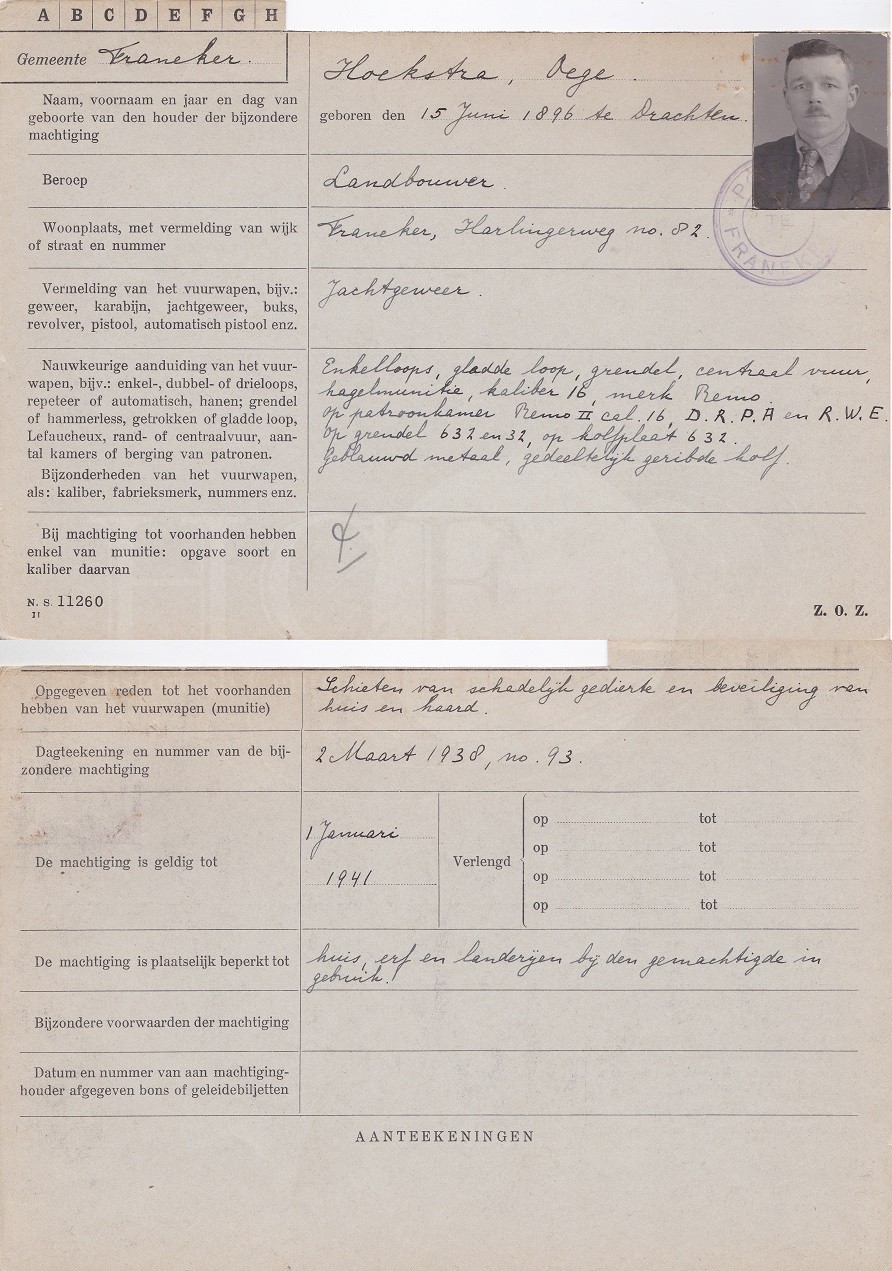 A B C D E F G H
Gemeente Franeker.
Naam, voornaam en jaar en dag van
geboorte van den houder der bijzondere
machtiging
Hoekstra, Oege.
geboren den 15 Juni 1896 te Drachten.
Beroep
Landbouwer.
Woonplaats, met vermelding van wijk
of straat en nummer
Franeker, Harlingerweg no. 82.
TE
FRANEKER
Vermelding van het vuurwapen, bijv.:
geweer, karabijn, jachtgeweer, buks,
revolver, pistool, automatisch pistool enz.
Jachtgeweer.
Nauwkeurige aanduiding van het vuur-
wapen, bijv.: enkel-, dubbel- of drieloops,
repeteer of automatisch, hanen; grendel
of hammerless, getrokken of gladde loop,
Lefaucheux, rand- of centraalvuur, aan-
tal kamers of berging van patronen.
Bijzonderheden van het vuurwapen,
als: kaliber, fabrieksmerk, nummers enz.
Enkelloops, gladde loop, grendel, centraal vuur,
hagelmunitie, kaliber 16, merk Remo.
op patroonkamer Remo II cal. 16, D.R.P.A en R.W.E.
op grendel 632 en 32, op kolfplaat 632.
Geblauwd metaal, gedeeltelijk geribde kolf.
Bij machtiging tot voorhanden hebben
enkel van munitie: opgave soort en
kaliber daarvan
N. S. 11260
Z. O. Z.
Opgegeven reden tot het voorhanden
hebben van het vuurwapen (munitie)
Schieten van schadelijk gedierte en beveiliging van
huis en haard.
Dagteekening en nummer van de bij-
zondere machtiging
2 Maart 1938, no. 93.
De machtiging is geldig tot
1 Januari
1941
Verlengd
op tot
op tot
op tot
op tot
De machtiging is plaatselijk beperkt tot
huis, erf en landerijen bij den gemachtigde in
gebruik.
Bijzondere voorwaarden der machtiging
Datum en nummer van aan machtiging-
houder afgegeven bons of geleidebiljetten
AANTEEKENINGEN